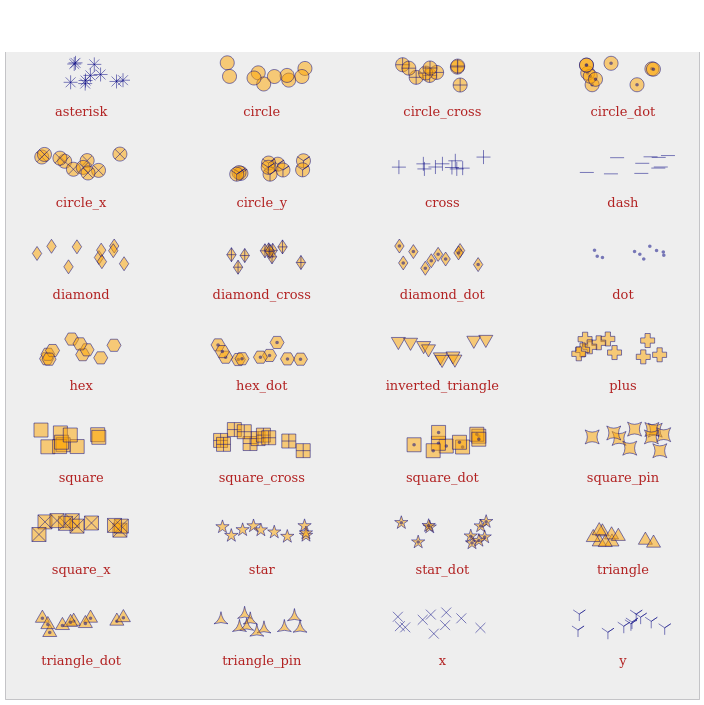 asterisk circle circle_cross circle_dot
circle_x circle_y cross dash
diamond diamond_cross diamond_dot dot
hex hex_dot inverted_triangle plus
square square_cross square_dot square_pin
square_x star star_dot triangle
triangle_dot triangle_pin x y